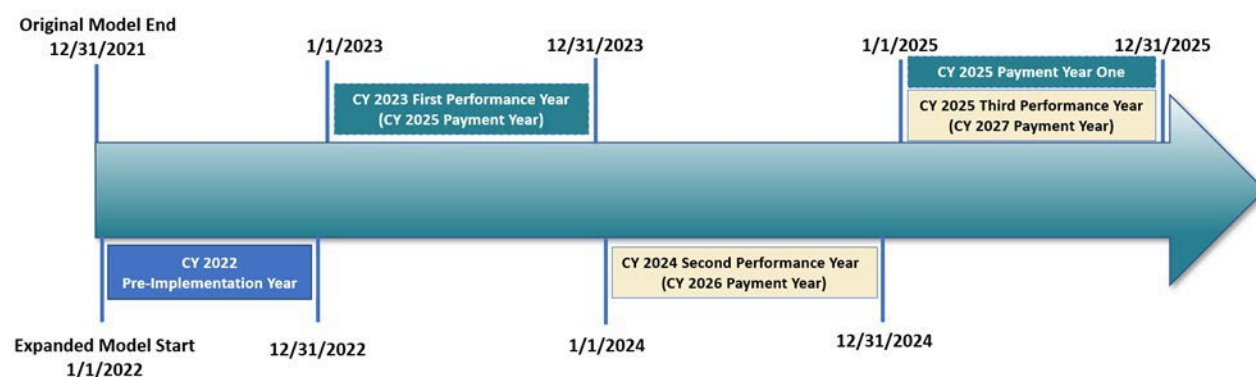 Original Model End
12/31/2021
1/1/2023
12/31/2023
1/1/2025
12/31/2025
CY 2023 First Performance Year
(CY 2025 Payment Year)
CY 2025 Payment Year One
CY 2025 Third Performance Year
(CY 2027 Payment Year)
CY 2022
Pre-Implementation Year
CY 2024 Second Performance Year
(CY 2026 Payment Year)
Expanded Model Start
1/1/2022
12/31/2022
1/1/2024
12/31/2024